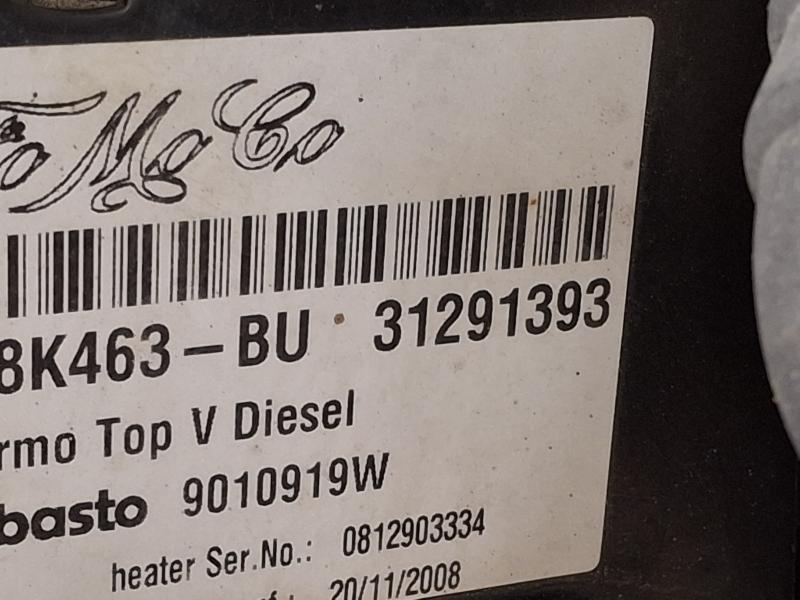 FoMoCo
8K463-BU 31291393
rmo Top V Diesel
basto 9010919W
heater Ser.No.: 0812903334
20/11/2008